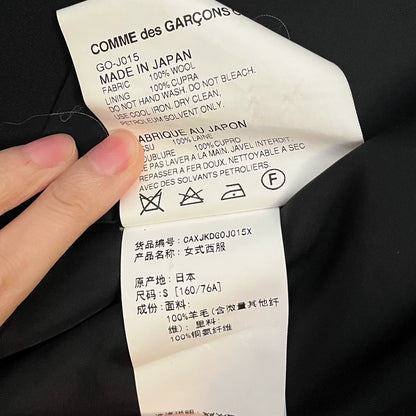 COMME des GARÇONS
GO-J015
MADE IN JAPAN
FABRIC 100% WOOL
LINING 100% CUPRA
DO NOT HAND WASH. DO NOT BLEACH.
USE COOL IRON. DRY CLEAN.
PETROLEUM SOLVENT ONLY.
FABRIQUE AU JAPON
100% LAINE
DOUBLURE 100% CUPRO
NE PAS LAVER A LA MAIN. JAVEL INTERDIT
REPASSER A FER DOUX. NETTOYAGE A SEC
AVEC DES SOLVANTS PETROLIERS.
F
货品编号: CAXJKDGOJ015X
产品名称: 女式西服
原产地: 日本
尺码: S [160/76A]
成份: 面料:
100%羊毛(含微量其他纤
维); 里料:
100%铜氨纤维